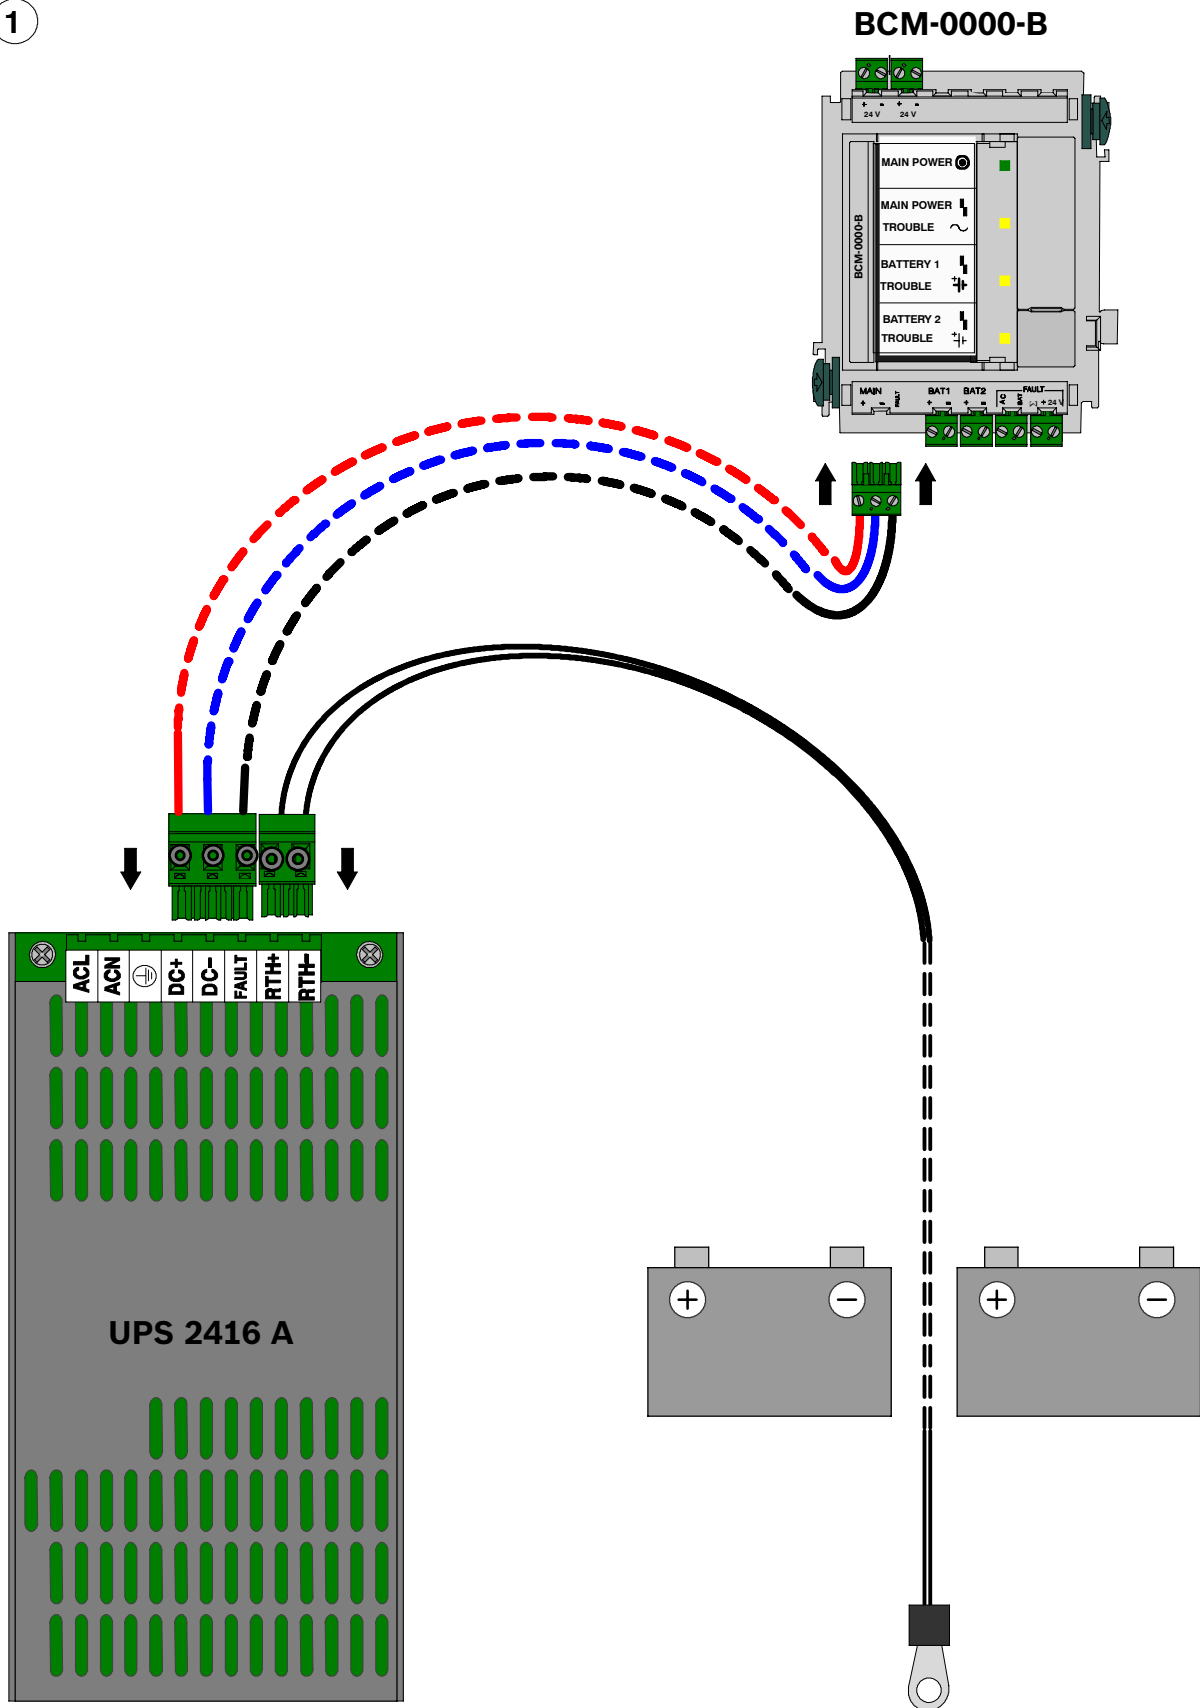 1
BCM-0000-B
+ - + -
24 V 24 V
MAIN POWER
MAIN POWER
TROUBLE
BATTERY 1
TROUBLE
BATTERY 2
TROUBLE
BCM-0000-B
MAIN BAT1 BAT2 FAULT
+ - FAULT + - + - AC BAT + 24 V
ACL ACN DC+ DC- FAULT RTH+ RTH-
UPS 2416 A
+ - + -